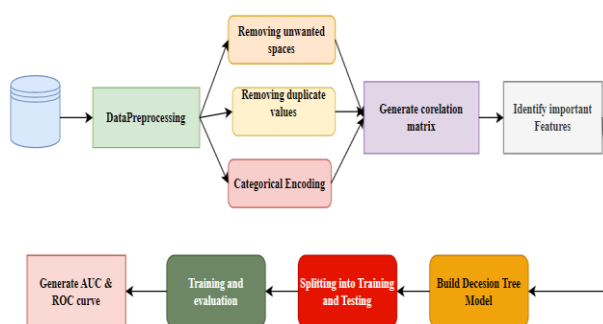 Removing unwanted
spaces
DataPreprocessing
Removing duplicate
values
Categorical Encoding
Generate corelation
matrix
Identify important
Features
Generate AUC &
ROC curve
Training and
evaluation
Splitting into Training
and Testing
Build Decesion Tree
Model